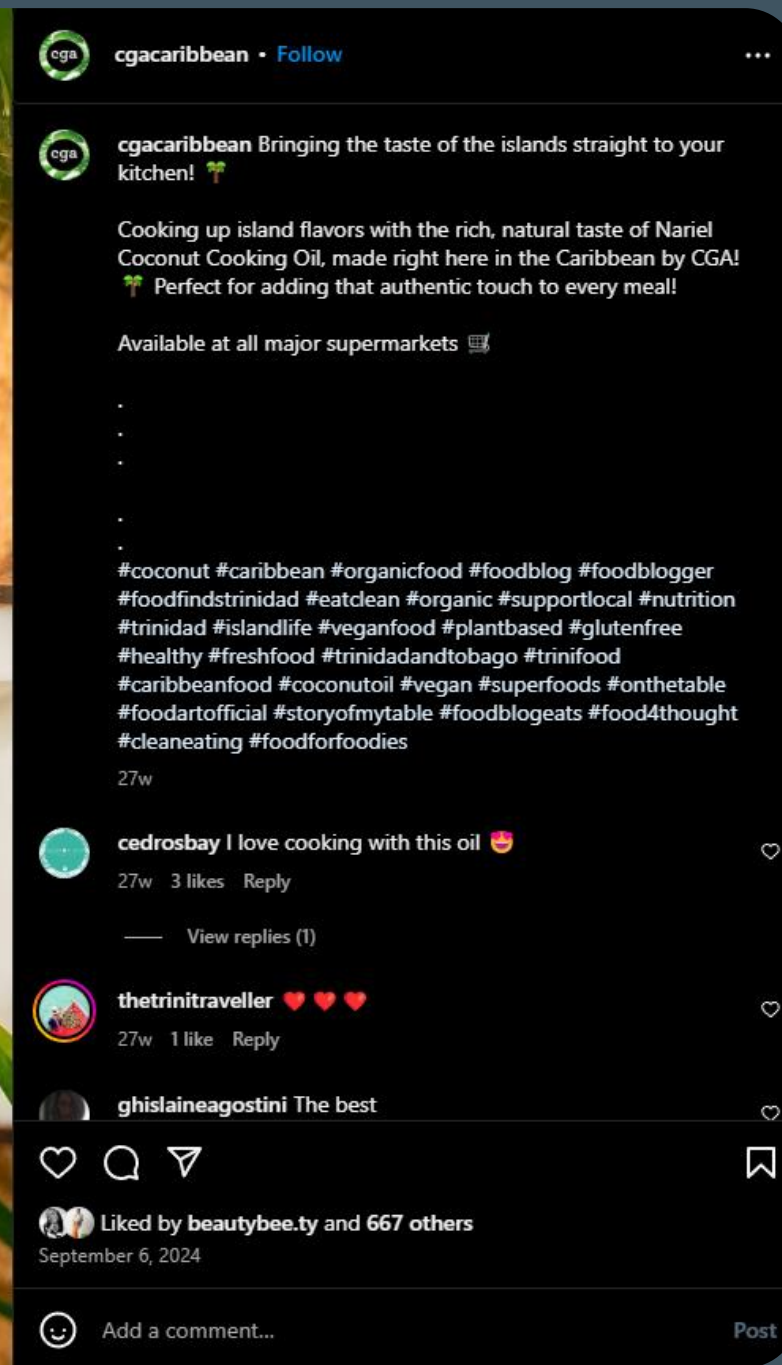 cga
cgacaribbean • Follow
cga
cgacaribbean Bringing the taste of the islands straight to your
kitchen! 🌴
Cooking up island flavors with the rich, natural taste of Nariel
Coconut Cooking Oil, made right here in the Caribbean by CGA!
🌴 Perfect for adding that authentic touch to every meal!
Available at all major supermarkets 🛒
.
.
.
.
.
#coconut #caribbean #organicfood #foodblog #foodblogger
#foodfindstrinidad #eatclean #organic #supportlocal #nutrition
#trinidad #islandlife #veganfood #plantbased #glutenfree
#healthy #freshfood #trinidadandtobago #trinifood
#caribbeanfood #coconutoil #vegan #superfoods #onthetable
#foodartofficial #storyofmytable #foodblogeats #food4thought
#cleaneating #foodforfoodies
27w
cedrosbay I love cooking with this oil 😍
27w 3 likes Reply
View replies (1)
thetrinitraveller ❤️ ❤️ ❤️
27w 1 like Reply
ghislaineagostini The best
Liked by beautybee.ty and 667 others
September 6, 2024
Add a comment...
Post